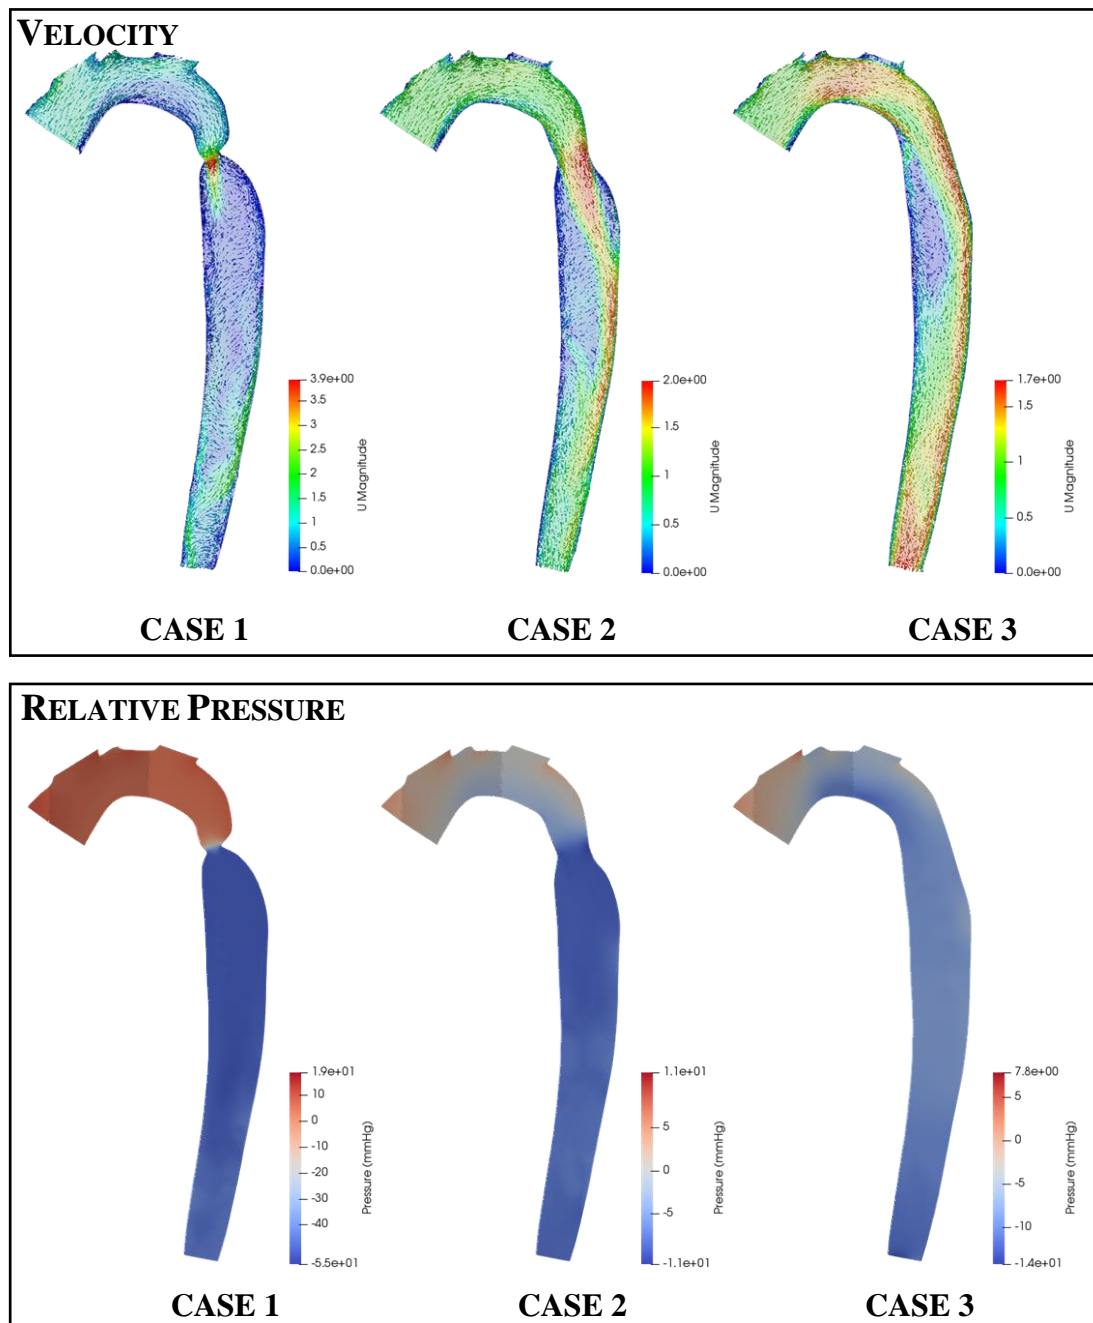 VELOCITY
3.9e+00
3.5
3
2.5
2
1.5
1
0.5
0.0e+00
U Magnitude
2.0e+00
1.5
1
0.5
0.0e+00
U Magnitude
1.7e+00
1.5
1
0.5
0.0e+00
U Magnitude
CASE 1
CASE 2
CASE 3
RELATIVE PRESSURE
1.9e+01
10
0
-10
-20
-30
-40
-5.5e+01
Pressure (mmHg)
1.1e+01
5
0
-5
-1.1e+01
Pressure (mmHg)
7.8e+00
5
0
-5
-10
-1.4e+01
Pressure (mmHg)
CASE 1
CASE 2
CASE 3